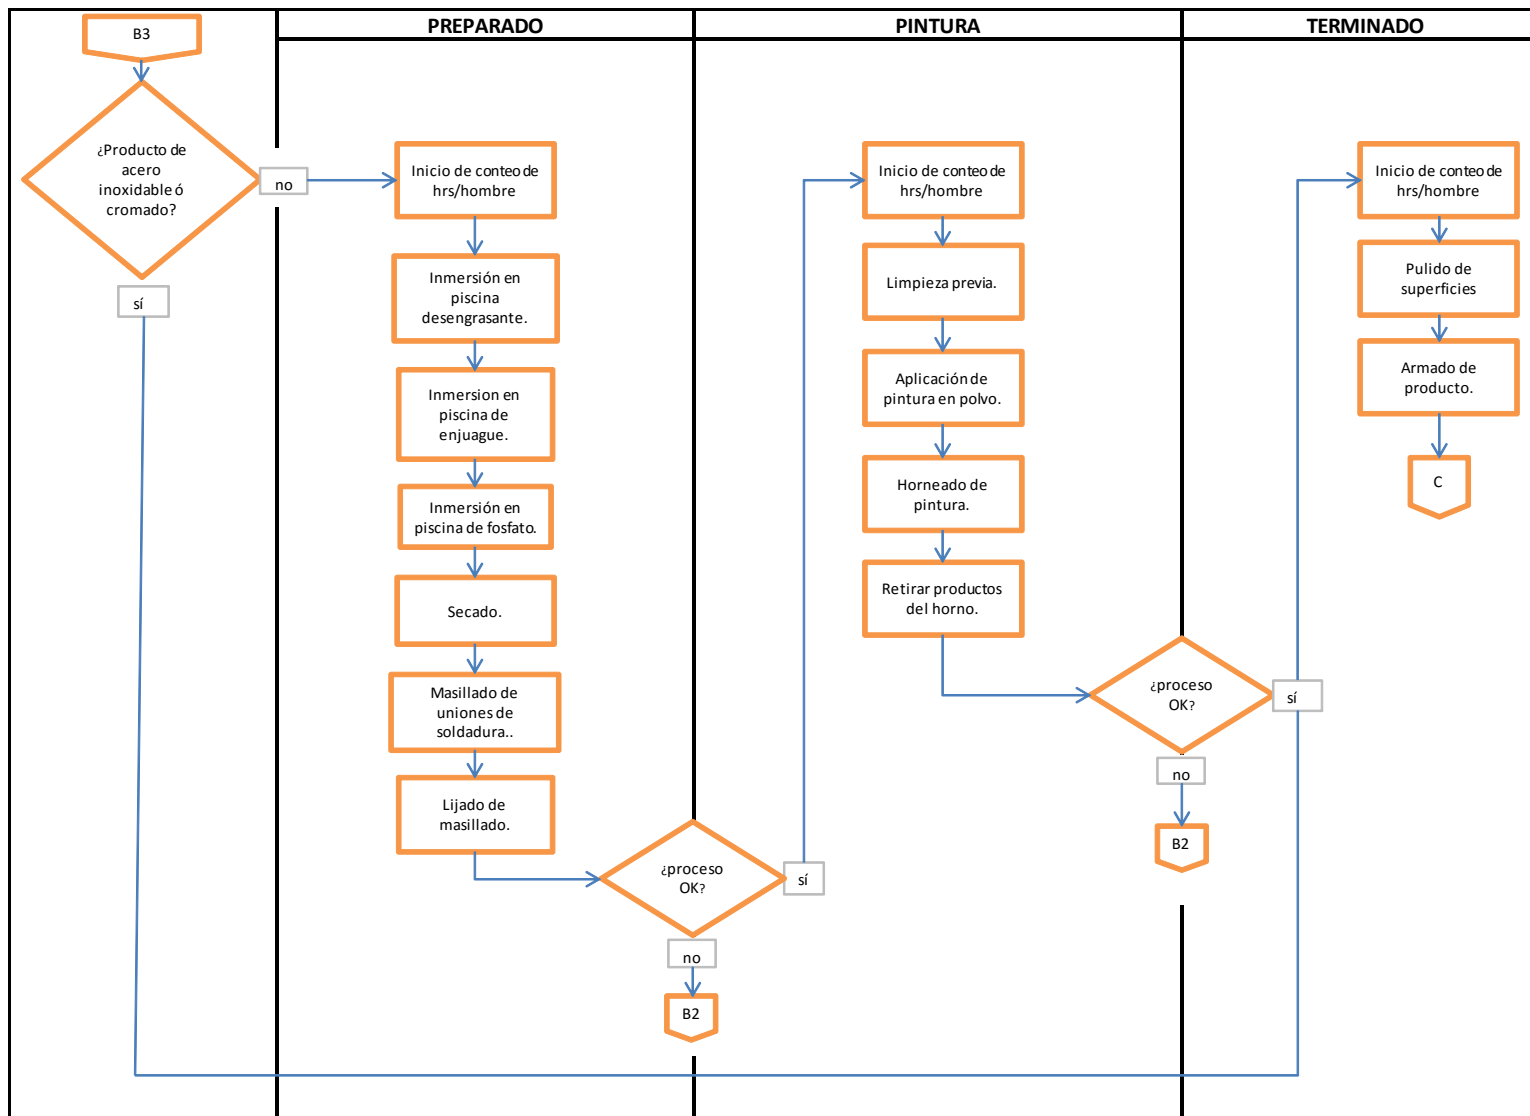 PREPARADO
PINTURA
TERMINADO
B3
¿Producto de
acero
inoxidable ó
cromado?
no
sí
Inicio de conteo de
hrs/hombre
Inmersión en
piscina
desengrasante.
Inmersion en
piscina de
enjuague.
Inmersión en
piscina de fosfato.
Secado.
Masillado de
uniones de
soldadura..
Lijado de
masillado.
¿proceso
OK?
sí
no
B2
Inicio de conteo de
hrs/hombre
Limpieza previa.
Aplicación de
pintura en polvo.
Horneado de
pintura.
Retirar productos
del horno.
¿proceso
OK?
sí
no
B2
Inicio de conteo de
hrs/hombre
Pulido de
superficies
Armado de
producto.
C